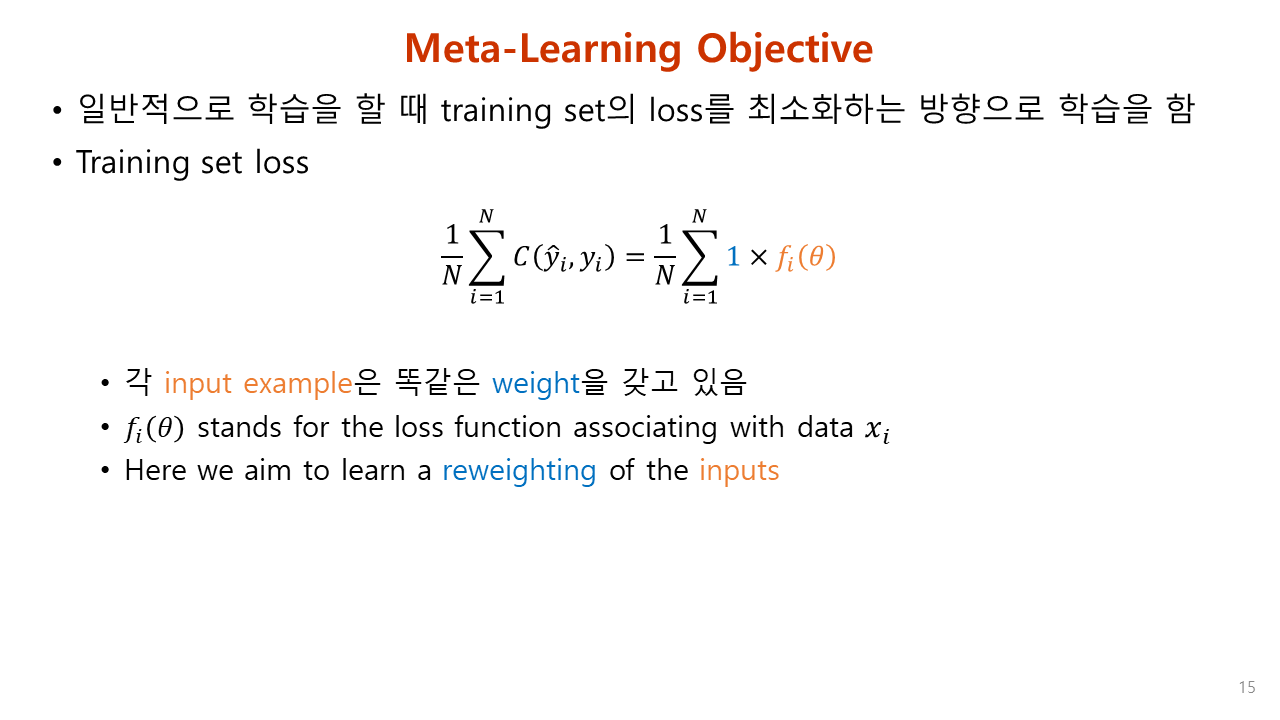 Meta-Learning Objective
• 일반적으로 학습을 할 때 training set의 loss를 최소화하는 방향으로 학습을 함
• Training set loss
$\frac{1}{N}\sum_{i=1}^{N} C(\hat{y}_i, y_i) = \frac{1}{N}\sum_{i=1}^{N} 1 \times f_i(\theta)$
• 각 input example은 똑같은 weight을 갖고 있음
• $f_i(\theta)$ stands for the loss function associating with data $x_i$
• Here we aim to learn a reweighting of the inputs
15